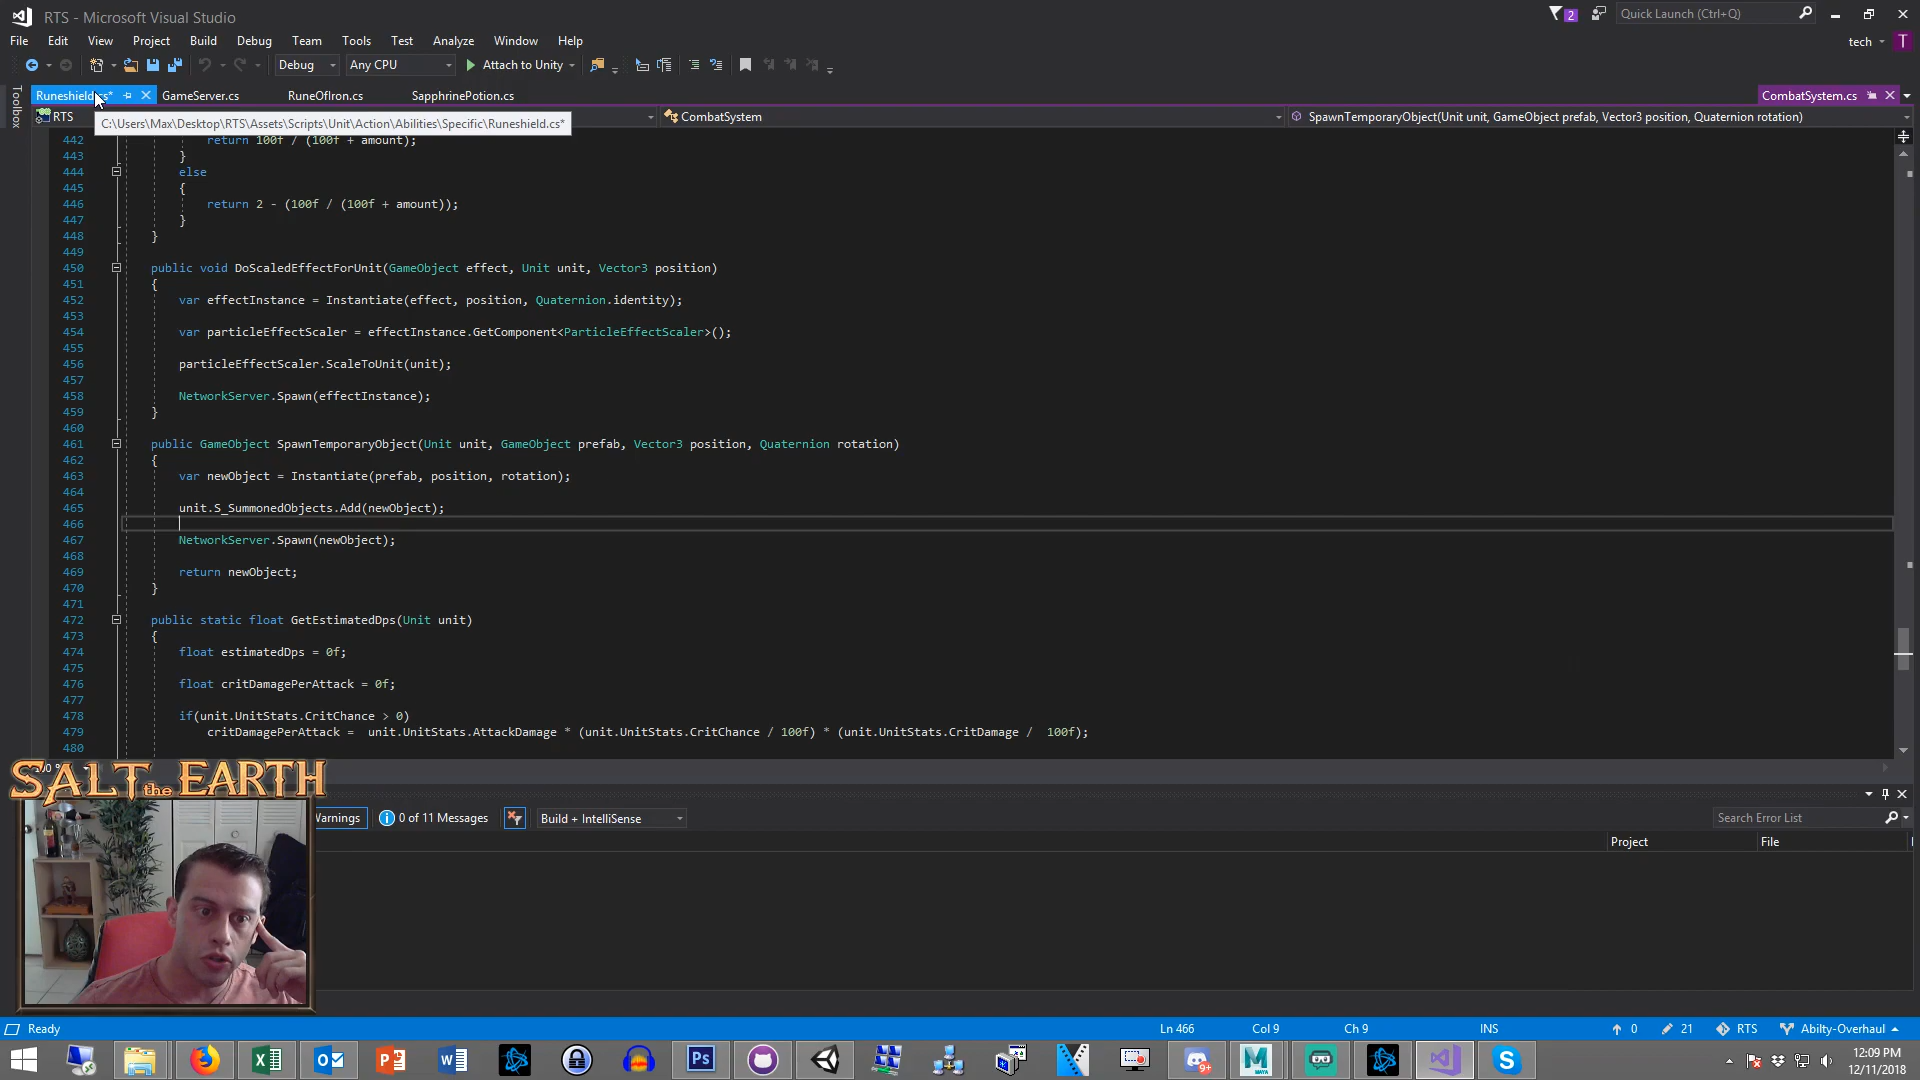 RTS - Microsoft Visual Studio
2
Quick Launch (Ctrl+Q)
File Edit View Project Build Debug Team Tools Test Analyze Window Help
tech T
Debug Any CPU Attach to Unity
Toolbox
Runeshield.cs* GameServer.cs RuneOfIron.cs SapphrinePotion.cs CombatSystem.cs
RTS CombatSystem SpawnTemporaryObject(Unit unit, GameObject prefab, Vector3 position, Quaternion rotation)
C:\Users\Max\Desktop\RTS\Assets\Scripts\Unit\Action\Abilities\Specific\Runeshield.cs*
442 return 100f / (100f + amount);
443 }
444 else
445 {
446 return 2 - (100f / (100f + amount));
447 }
448 }
449
450 public void DoScaledEffectForUnit(GameObject effect, Unit unit, Vector3 position)
451 {
452 var effectInstance = Instantiate(effect, position, Quaternion.identity);
453
454 var particleEffectScaler = effectInstance.GetComponent<ParticleEffectScaler>();
455
456 particleEffectScaler.ScaleToUnit(unit);
457
458 NetworkServer.Spawn(effectInstance);
459 }
460
461 public GameObject SpawnTemporaryObject(Unit unit, GameObject prefab, Vector3 position, Quaternion rotation)
462 {
463 var newObject = Instantiate(prefab, position, rotation);
464
465 unit.S_SummonedObjects.Add(newObject);
466
467 NetworkServer.Spawn(newObject);
468
469 return newObject;
470 }
471
472 public static float GetEstimatedDps(Unit unit)
473 {
474 float estimatedDps = 0f;
475
476 float critDamagePerAttack = 0f;
477
478 if(unit.UnitStats.CritChance > 0)
479 critDamagePerAttack = unit.UnitStats.AttackDamage * (unit.UnitStats.CritChance / 100f) * (unit.UnitStats.CritDamage / 100f);
480
SALT the EARTH
Warnings 0 of 11 Messages Build + IntelliSense Search Error List
Project File
Ready Ln 466 Col 9 Ch 9 INS 0 21 RTS Abilty-Overhaul
12:09 PM
12/11/2018